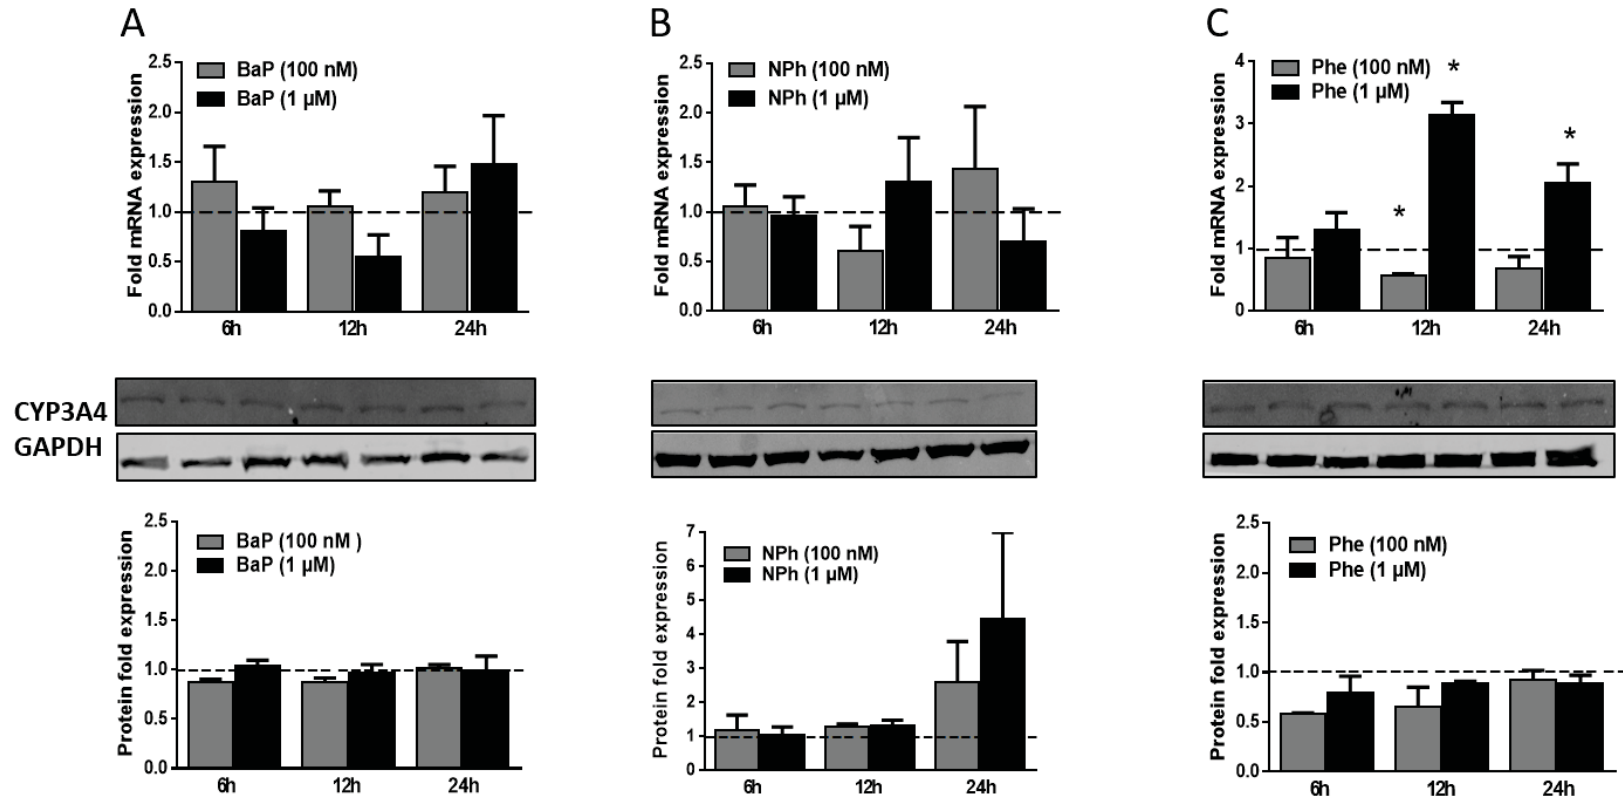 A
B
C
2.5
2.0
1.5
1.0
0.5
0.0
Fold mRNA expression
BaP (100 nM)
BaP (1 µM)
6h
12h
24h
2.5
2.0
1.5
1.0
0.5
0.0
Fold mRNA expression
NPh (100 nM)
NPh (1 µM)
6h
12h
24h
4
3
2
1
0
Fold mRNA expression
Phe (100 nM)
Phe (1 µM)
*
*
*
6h
12h
24h
CYP3A4
GAPDH
2.5
2.0
1.5
1.0
0.5
0.0
Protein fold expression
BaP (100 nM )
BaP (1 µM)
6h
12h
24h
7
6
5
4
3
2
1
0
Protein fold expression
NPh (100 nM)
NPh (1 µM)
6h
12h
24h
2.5
2.0
1.5
1.0
0.5
0.0
Protein fold expression
Phe (100 nM)
Phe (1 µM)
6h
12h
24h